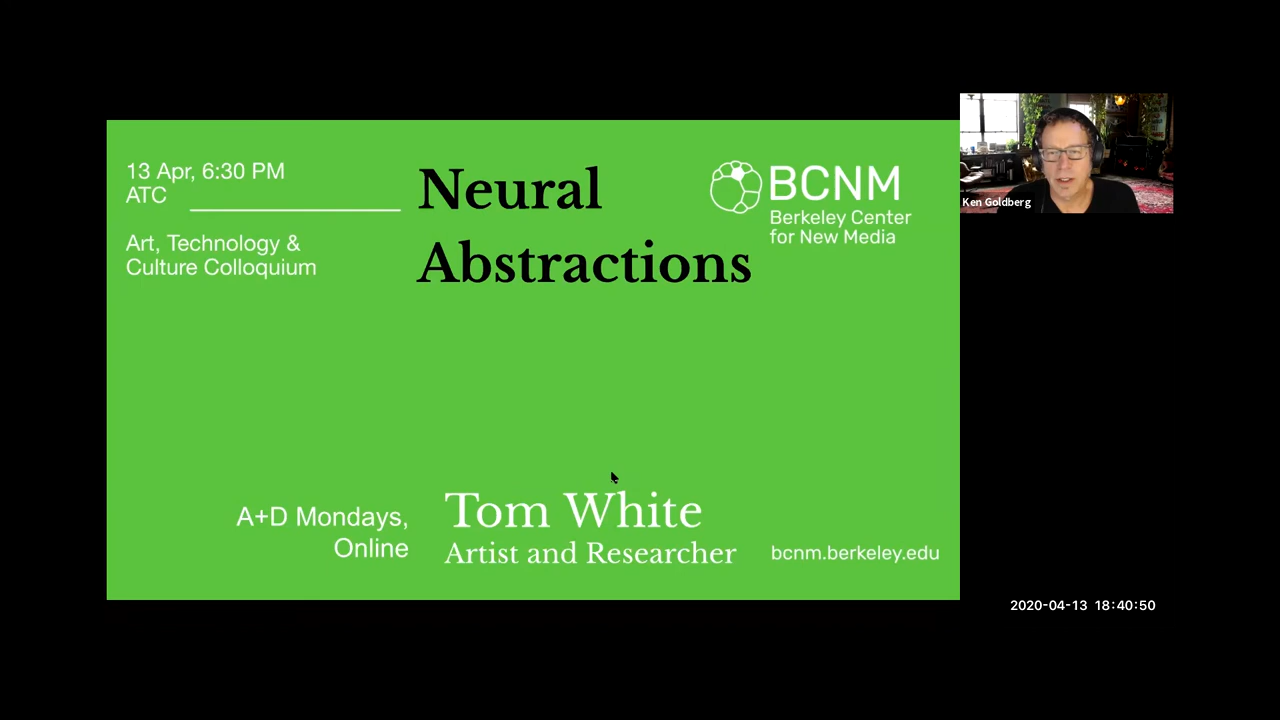 13 Apr, 6:30 PM
ATC
Art, Technology &
Culture Colloquium
Neural
Abstractions
BCNM
Berkeley Center
for New Media
Ken Goldberg
A+D Mondays,
Online
Tom White
Artist and Researcher
bcnm.berkeley.edu
2020-04-13 18:40:50